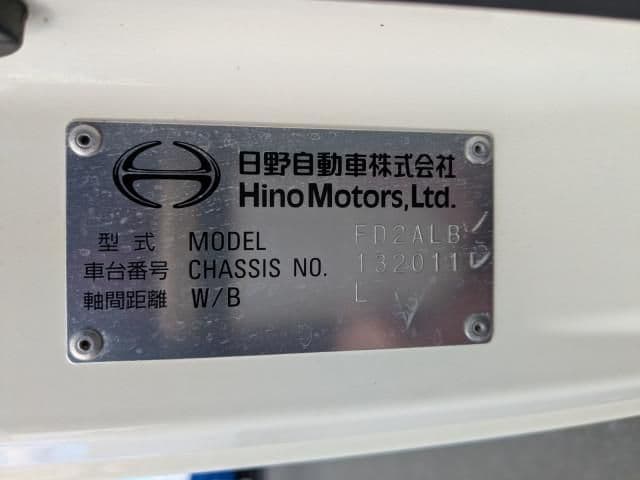 日野自動車株式会社
Hino Motors, Ltd.
型式 MODEL FD2ALB
車台番号 CHASSIS NO. 132011
軸間距離 W/B L